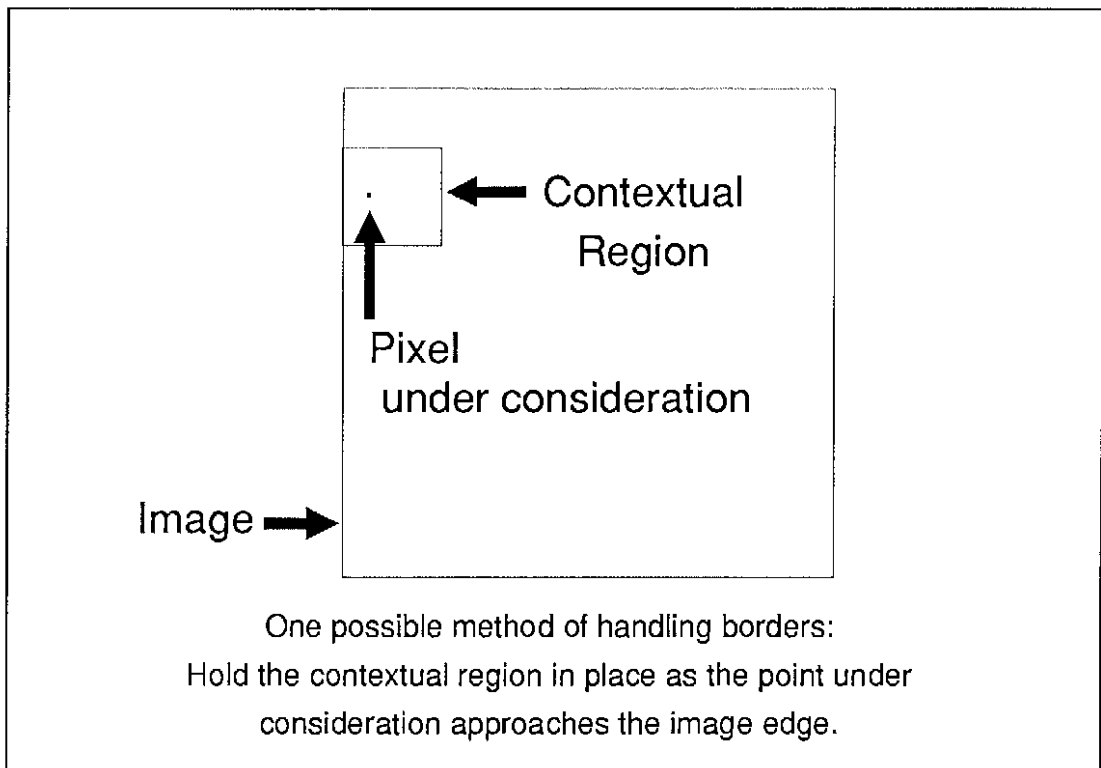 Contextual
Region
Pixel
under consideration
Image
One possible method of handling borders:
Hold the contextual region in place as the point under
consideration approaches the image edge.